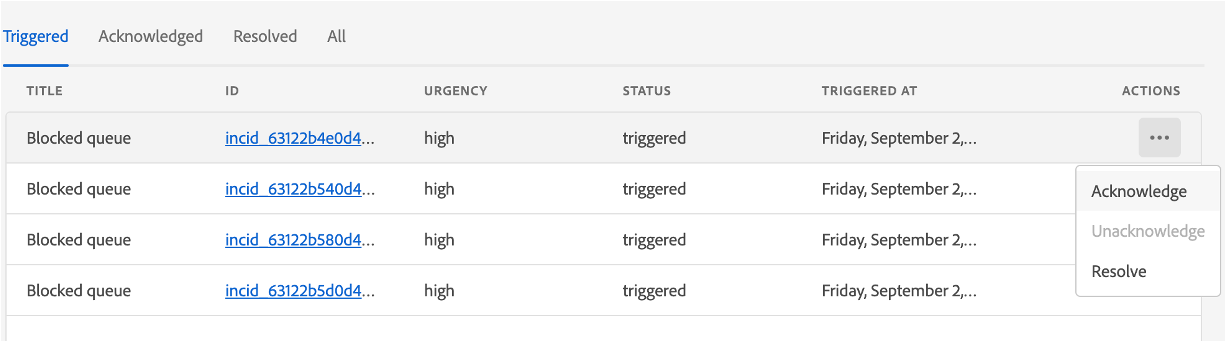 Triggered Acknowledged Resolved All
TITLE ID URGENCY STATUS TRIGGERED AT ACTIONS
Blocked queue incid_63122b4e0d4... high triggered Friday, September 2,... •••
Blocked queue incid_63122b540d4... high triggered Friday, September 2,...
Acknowledge
Unacknowledge
Blocked queue incid_63122b580d4... high triggered Friday, September 2,...
Resolve
Blocked queue incid_63122b5d0d4... high triggered Friday, September 2,...